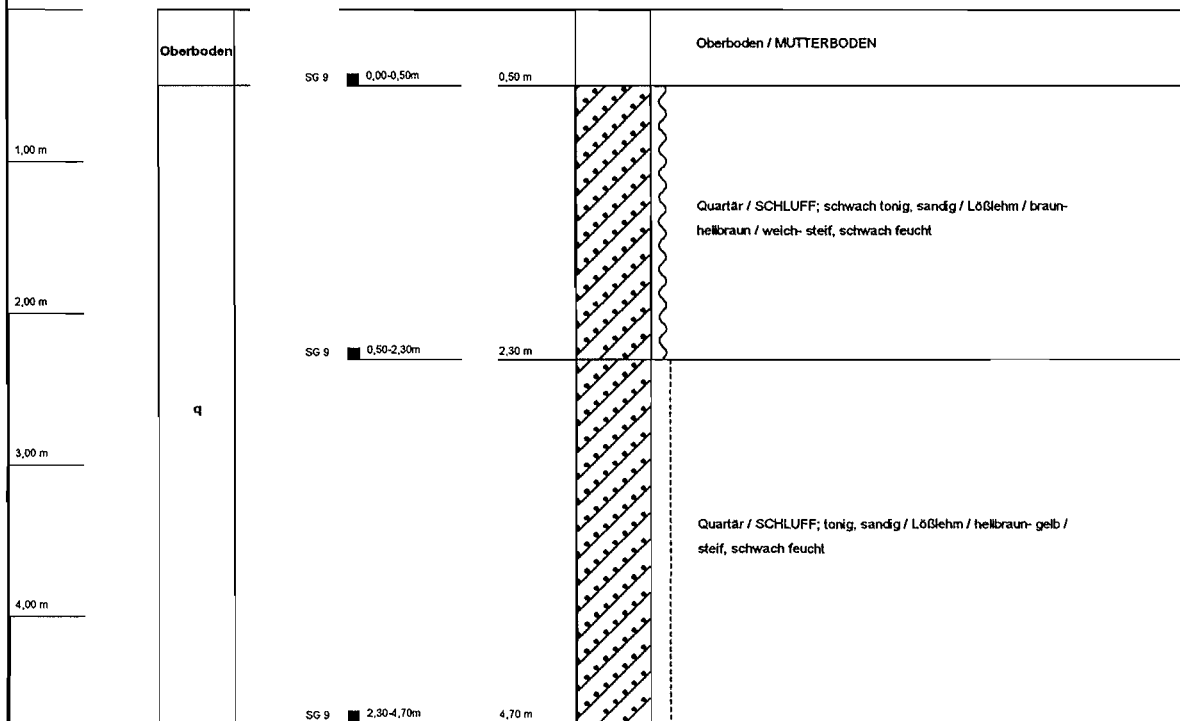 Oberboden
Oberboden / MUTTERBODEN
SG 9 0,00-0,50m 0,50 m
1,00 m
Quartär / SCHLUFF; schwach tonig, sandig / Lößlehm / braun-
hellbraun / weich- steif, schwach feucht
2,00 m
SG 9 0,50-2,30m 2,30 m
q
3,00 m
Quartär / SCHLUFF; tonig, sandig / Lößlehm / hellbraun- gelb /
steif, schwach feucht
4,00 m
SG 9 2,30-4,70m 4,70 m